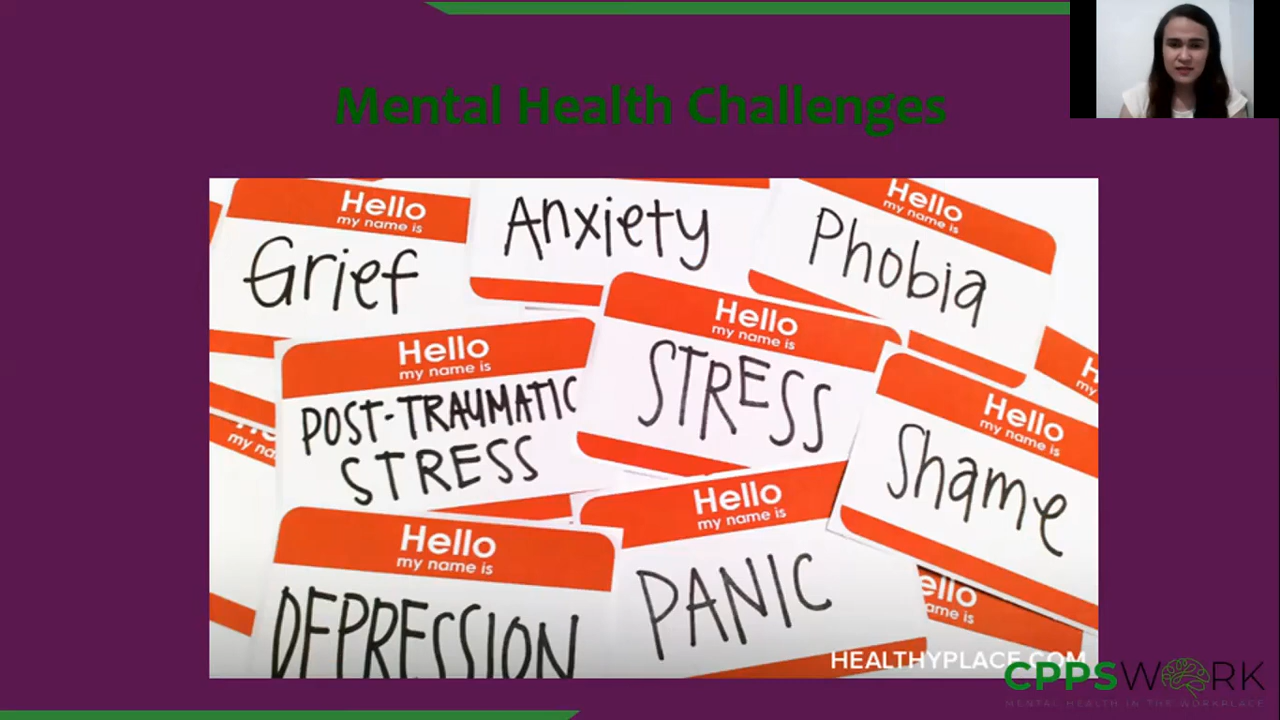 Mental Health Challenges
Hello
my name is
Grief
Anxiety
Hello
my name is
Phobia
Hello
my name is
POST-TRAUMATIC
STRESS
Hello
my name is
STRESS
Hello
my name is
Shame
Hello
my name is
DEPRESSION
Hello
my name is
PANIC
HEALTHYPLACE.COM
CPPSWORK
MENTAL HEALTH IN THE WORKPLACE